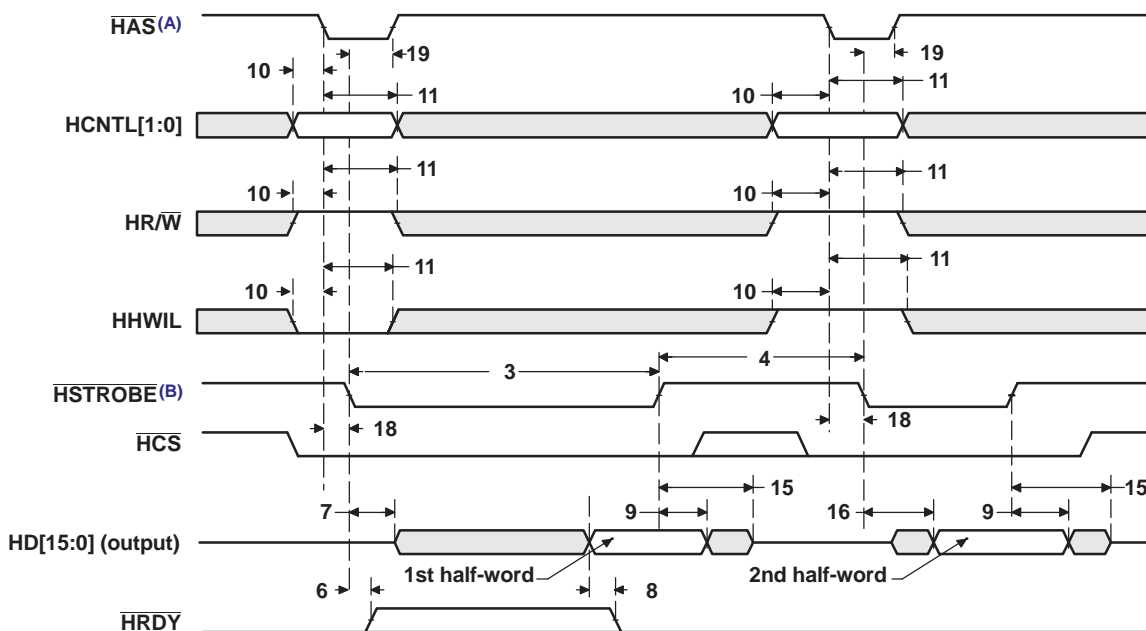 HAS(A)
19 19
10 11
10 11
HCNTL[1:0]
11 11
10 10
HR/W
11 11
10 10
HHWIL
3 4
HSTROBE(B)
18 18
HCS
15 15
7 9 16 9
HD[15:0] (output)
1st half-word 2nd half-word
6 8
HRDY